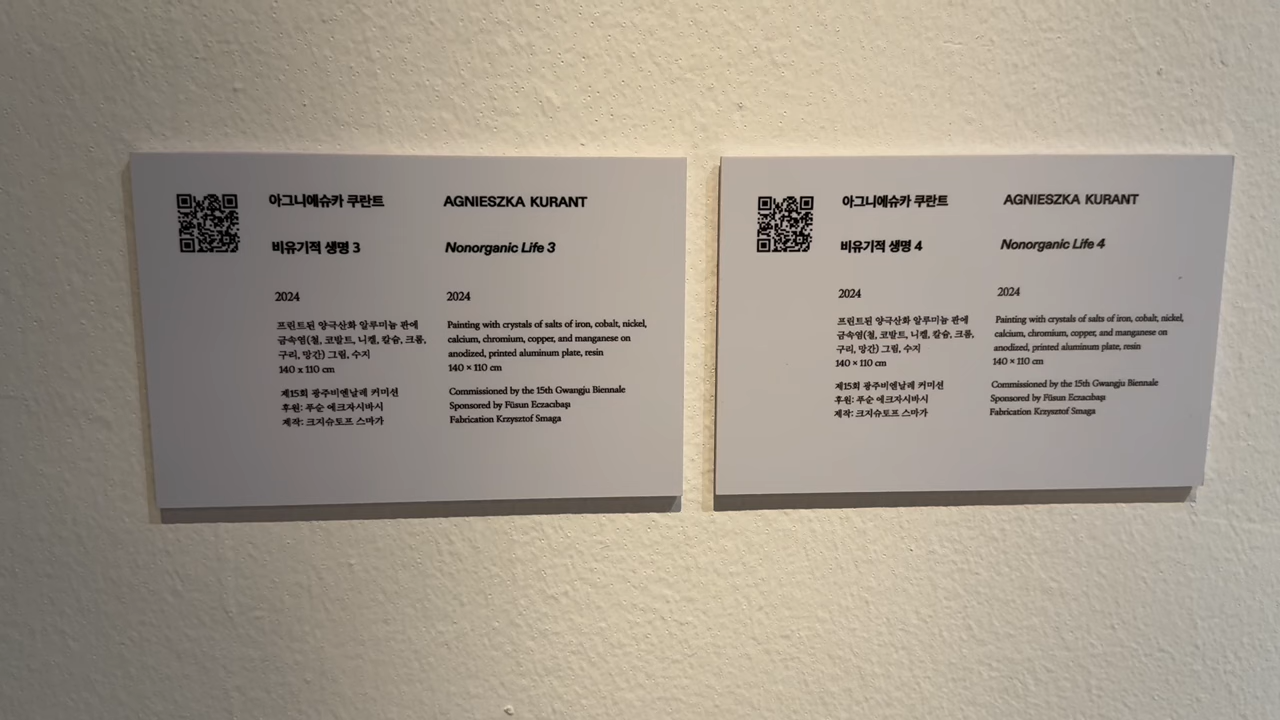 아그니에슈카 쿠란트
비유기적 생명 3
2024
프린트된 양극산화 알루미늄 판에
금속염(철, 코발트, 니켈, 칼슘, 크롬,
구리, 망간) 그림, 수지
140 x 110 cm
제15회 광주비엔날레 커미션
후원: 푸순 에크자시바시
제작: 크지슈토프 스마가
AGNIESZKA KURANT
Nonorganic Life 3
2024
Painting with crystals of salts of iron, cobalt, nickel,
calcium, chromium, copper, and manganese on
anodized, printed aluminum plate, resin
140 × 110 cm
Commissioned by the 15th Gwangju Biennale
Sponsored by Füsun Eczacıbaşı
Fabrication Krzysztof Smaga
아그니에슈카 쿠란트
비유기적 생명 4
2024
프린트된 양극산화 알루미늄 판에
금속염(철, 코발트, 니켈, 칼슘, 크롬,
구리, 망간) 그림, 수지
140 × 110 cm
제15회 광주비엔날레 커미션
후원: 푸순 에크자시바시
제작: 크지슈토프 스마가
AGNIESZKA KURANT
Nonorganic Life 4
2024
Painting with crystals of salts of iron, cobalt, nickel,
calcium, chromium, copper, and manganese on
anodized, printed aluminum plate, resin
140 × 110 cm
Commissioned by the 15th Gwangju Biennale
Sponsored by Füsun Eczacıbaşı
Fabrication Krzysztof Smaga